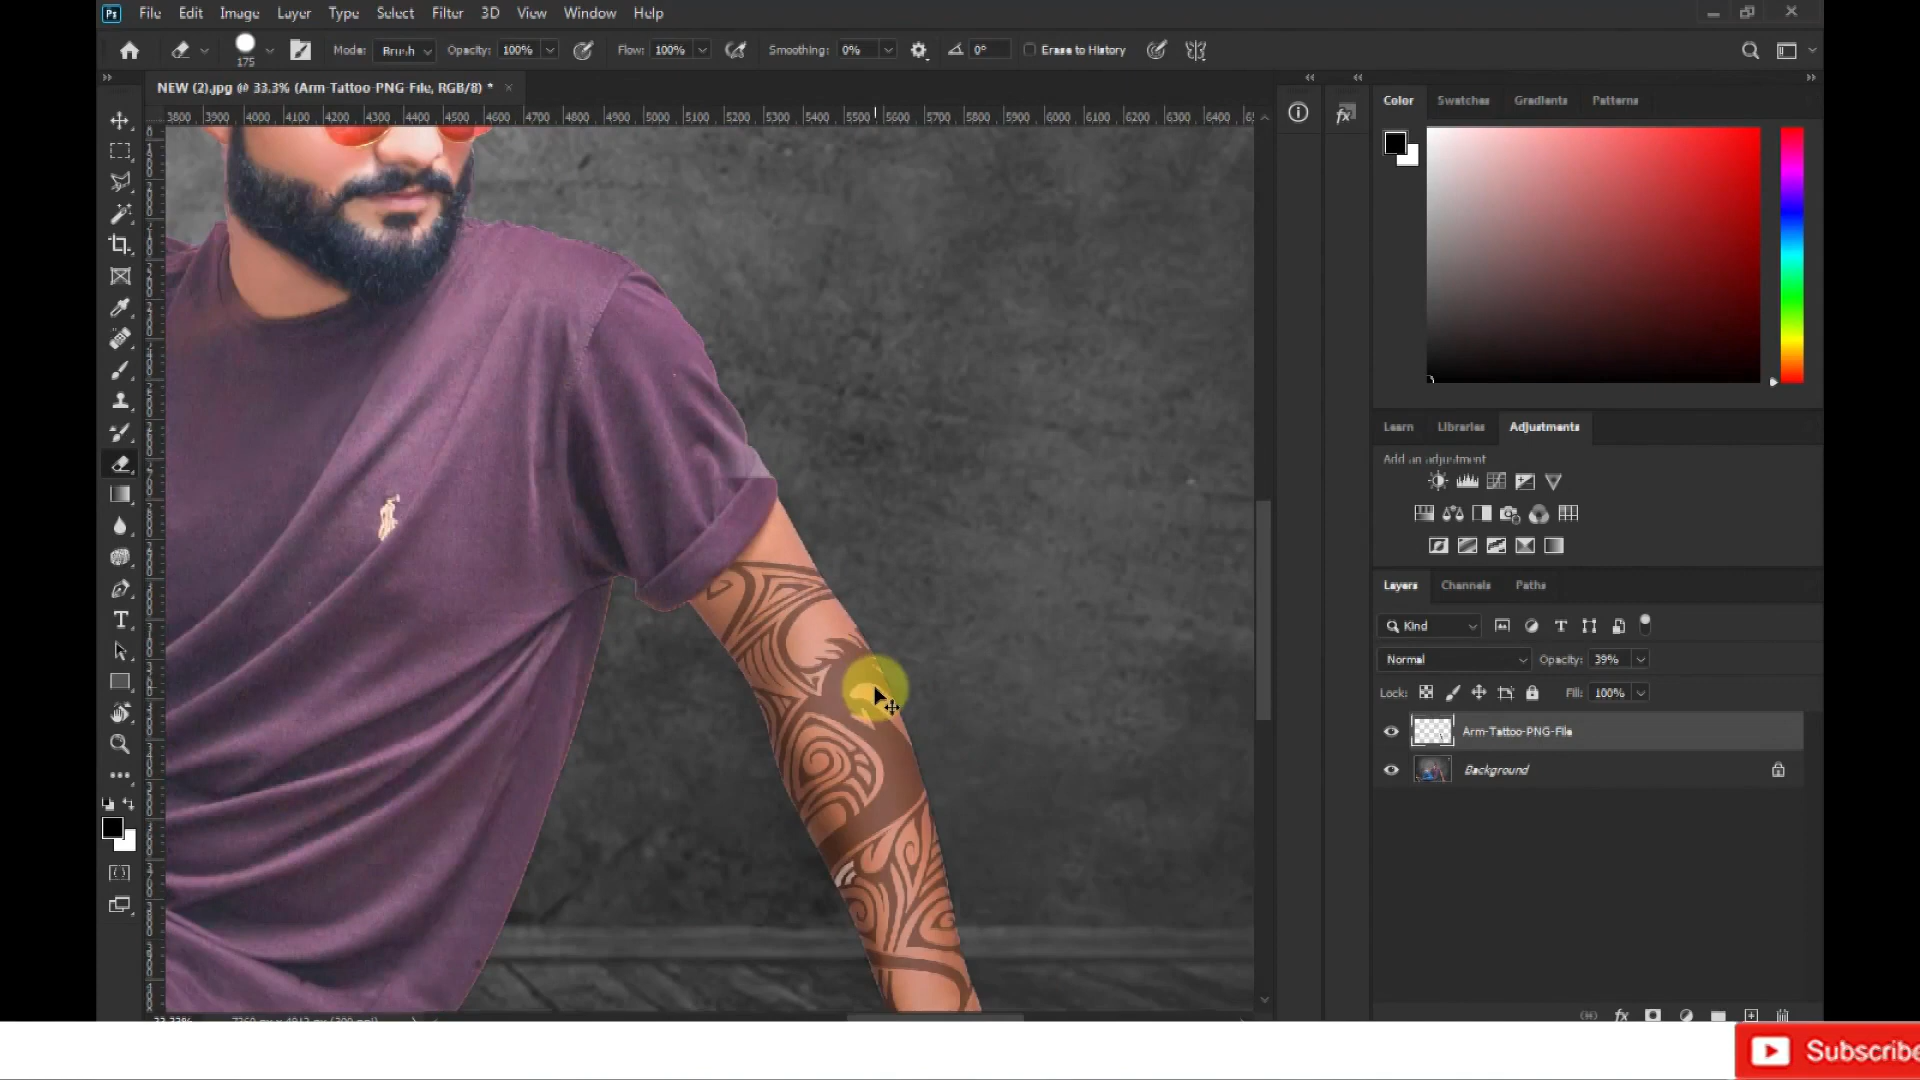 Ps File Edit Image Layer Type Select Filter 3D View Window Help
175 Mode: Brush Opacity: 100% Flow: 100% Smoothing: 0% 0° Erase to History
NEW (2).jpg @ 33.3% (Arm-Tattoo-PNG-File, RGB/8) * ×
3800 3900 4000 4100 4200 4300 4400 4500 4600 4700 4800 4900 5000 5100 5200 5300 5400 5500 5600 5700 5800 5900 6000 6100 6200 6300 6400
Color Swatches Gradients Patterns
Learn Libraries Adjustments
Add an adjustment
Layers Channels Paths
Kind
Normal Opacity: 39%
Lock: Fill: 100%
Arm-Tattoo-PNG-File
Background
fx
Subscribe